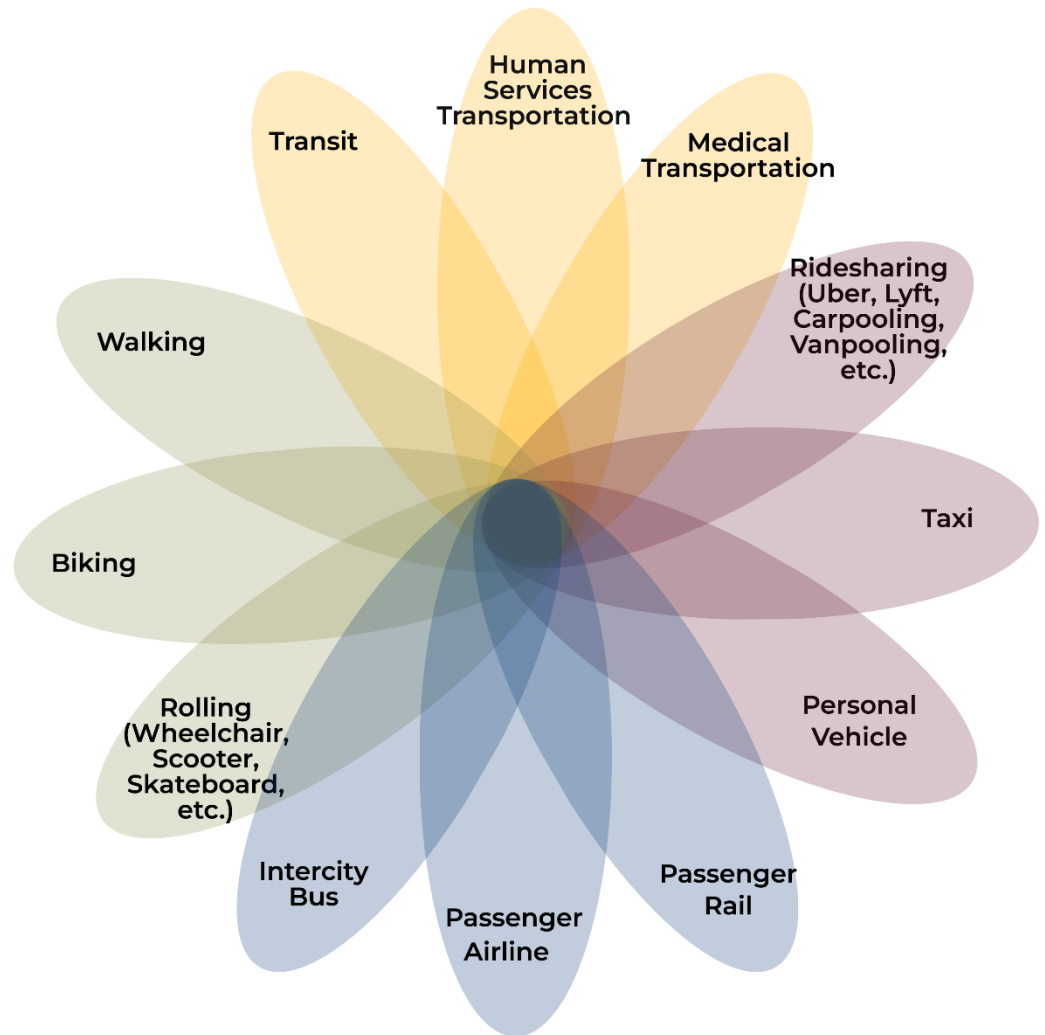 Human
Services
Transportation
Transit
Medical
Transportation
Ridesharing
(Uber, Lyft,
Carpooling,
Vanpooling,
etc.)
Walking
Taxi
Biking
Rolling
(Wheelchair,
Scooter,
Skateboard,
etc.)
Personal
Vehicle
Intercity
Bus
Passenger
Rail
Passenger
Airline